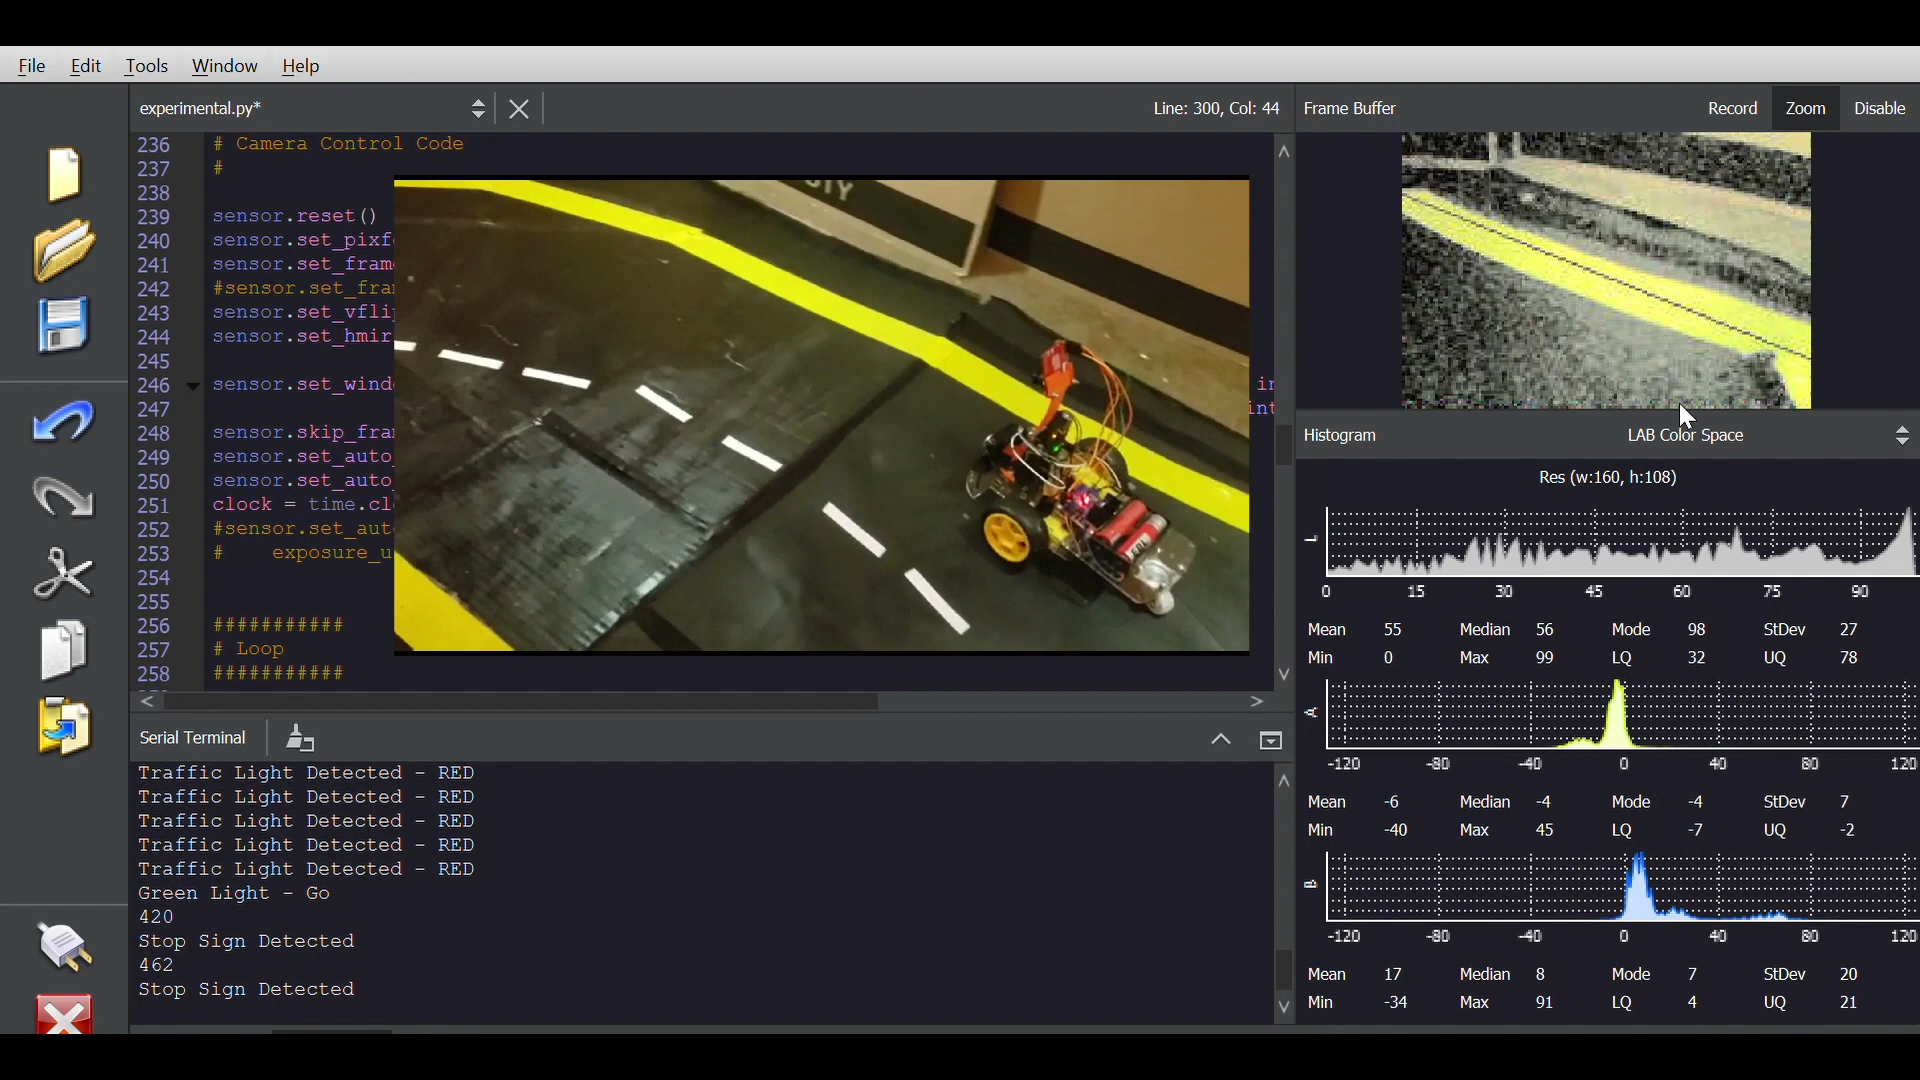 File Edit Tools Window Help
experimental.py*
Line: 300, Col: 44
236 # Camera Control Code
237 #
238
239 sensor.reset()
240 sensor.set_pixf
241 sensor.set_fram
242 #sensor.set_fra
243 sensor.set_vfli
244 sensor.set_hmir
245
246 sensor.set_wind in
247 int
248 sensor.skip_fra
249 sensor.set_auto_
250 sensor.set_auto
251 clock = time.cl
252 #sensor.set_aut
253 # exposure_u
254
255
256 ###########
257 # Loop
258 ###########
Serial Terminal
Traffic Light Detected - RED
Traffic Light Detected - RED
Traffic Light Detected - RED
Traffic Light Detected - RED
Traffic Light Detected - RED
Green Light - Go
420
Stop Sign Detected
462
Stop Sign Detected
Frame Buffer Record Zoom Disable
Histogram LAB Color Space
Res (w:160, h:108)
L
0 15 30 45 60 75 90
Mean 55 Median 56 Mode 98 StDev 27
Min 0 Max 99 LQ 32 UQ 78
A
-120 -80 -40 0 40 80 120
Mean -6 Median -4 Mode -4 StDev 7
Min -40 Max 45 LQ -7 UQ -2
B
-120 -80 -40 0 40 80 120
Mean 17 Median 8 Mode 7 StDev 20
Min -34 Max 91 LQ 4 UQ 21